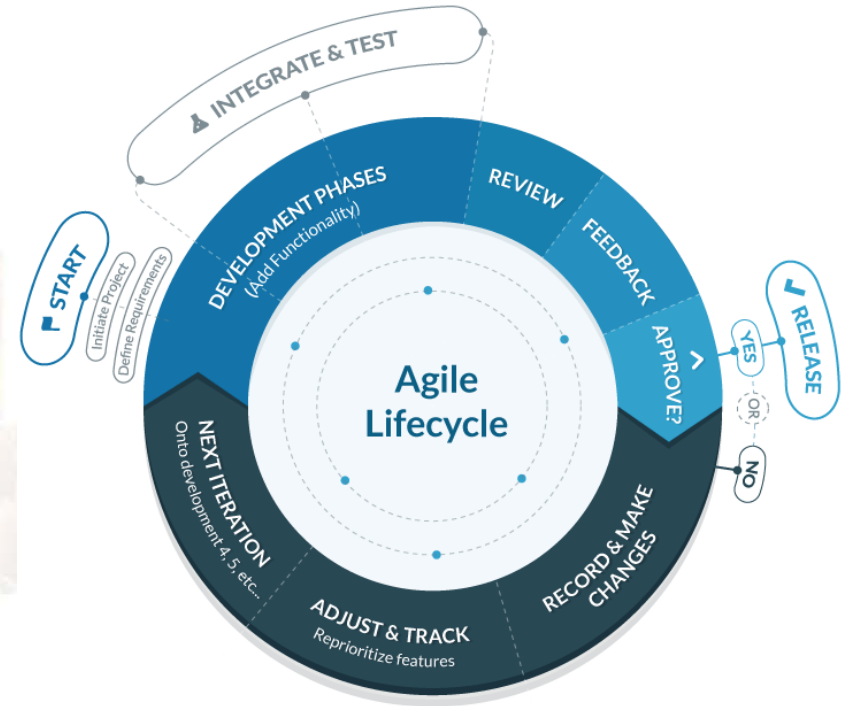 INTEGRATE & TEST
START
Initiate Project
Define Requirements
DEVELOPMENT PHASES
(Add Functionality)
REVIEW
FEEDBACK
APPROVE?
YES
OR
NO
RELEASE
RECORD & MAKE
CHANGES
ADJUST & TRACK
Reprioritize features
NEXT ITERATION
Onto development 4, 5, etc...
Agile
Lifecycle